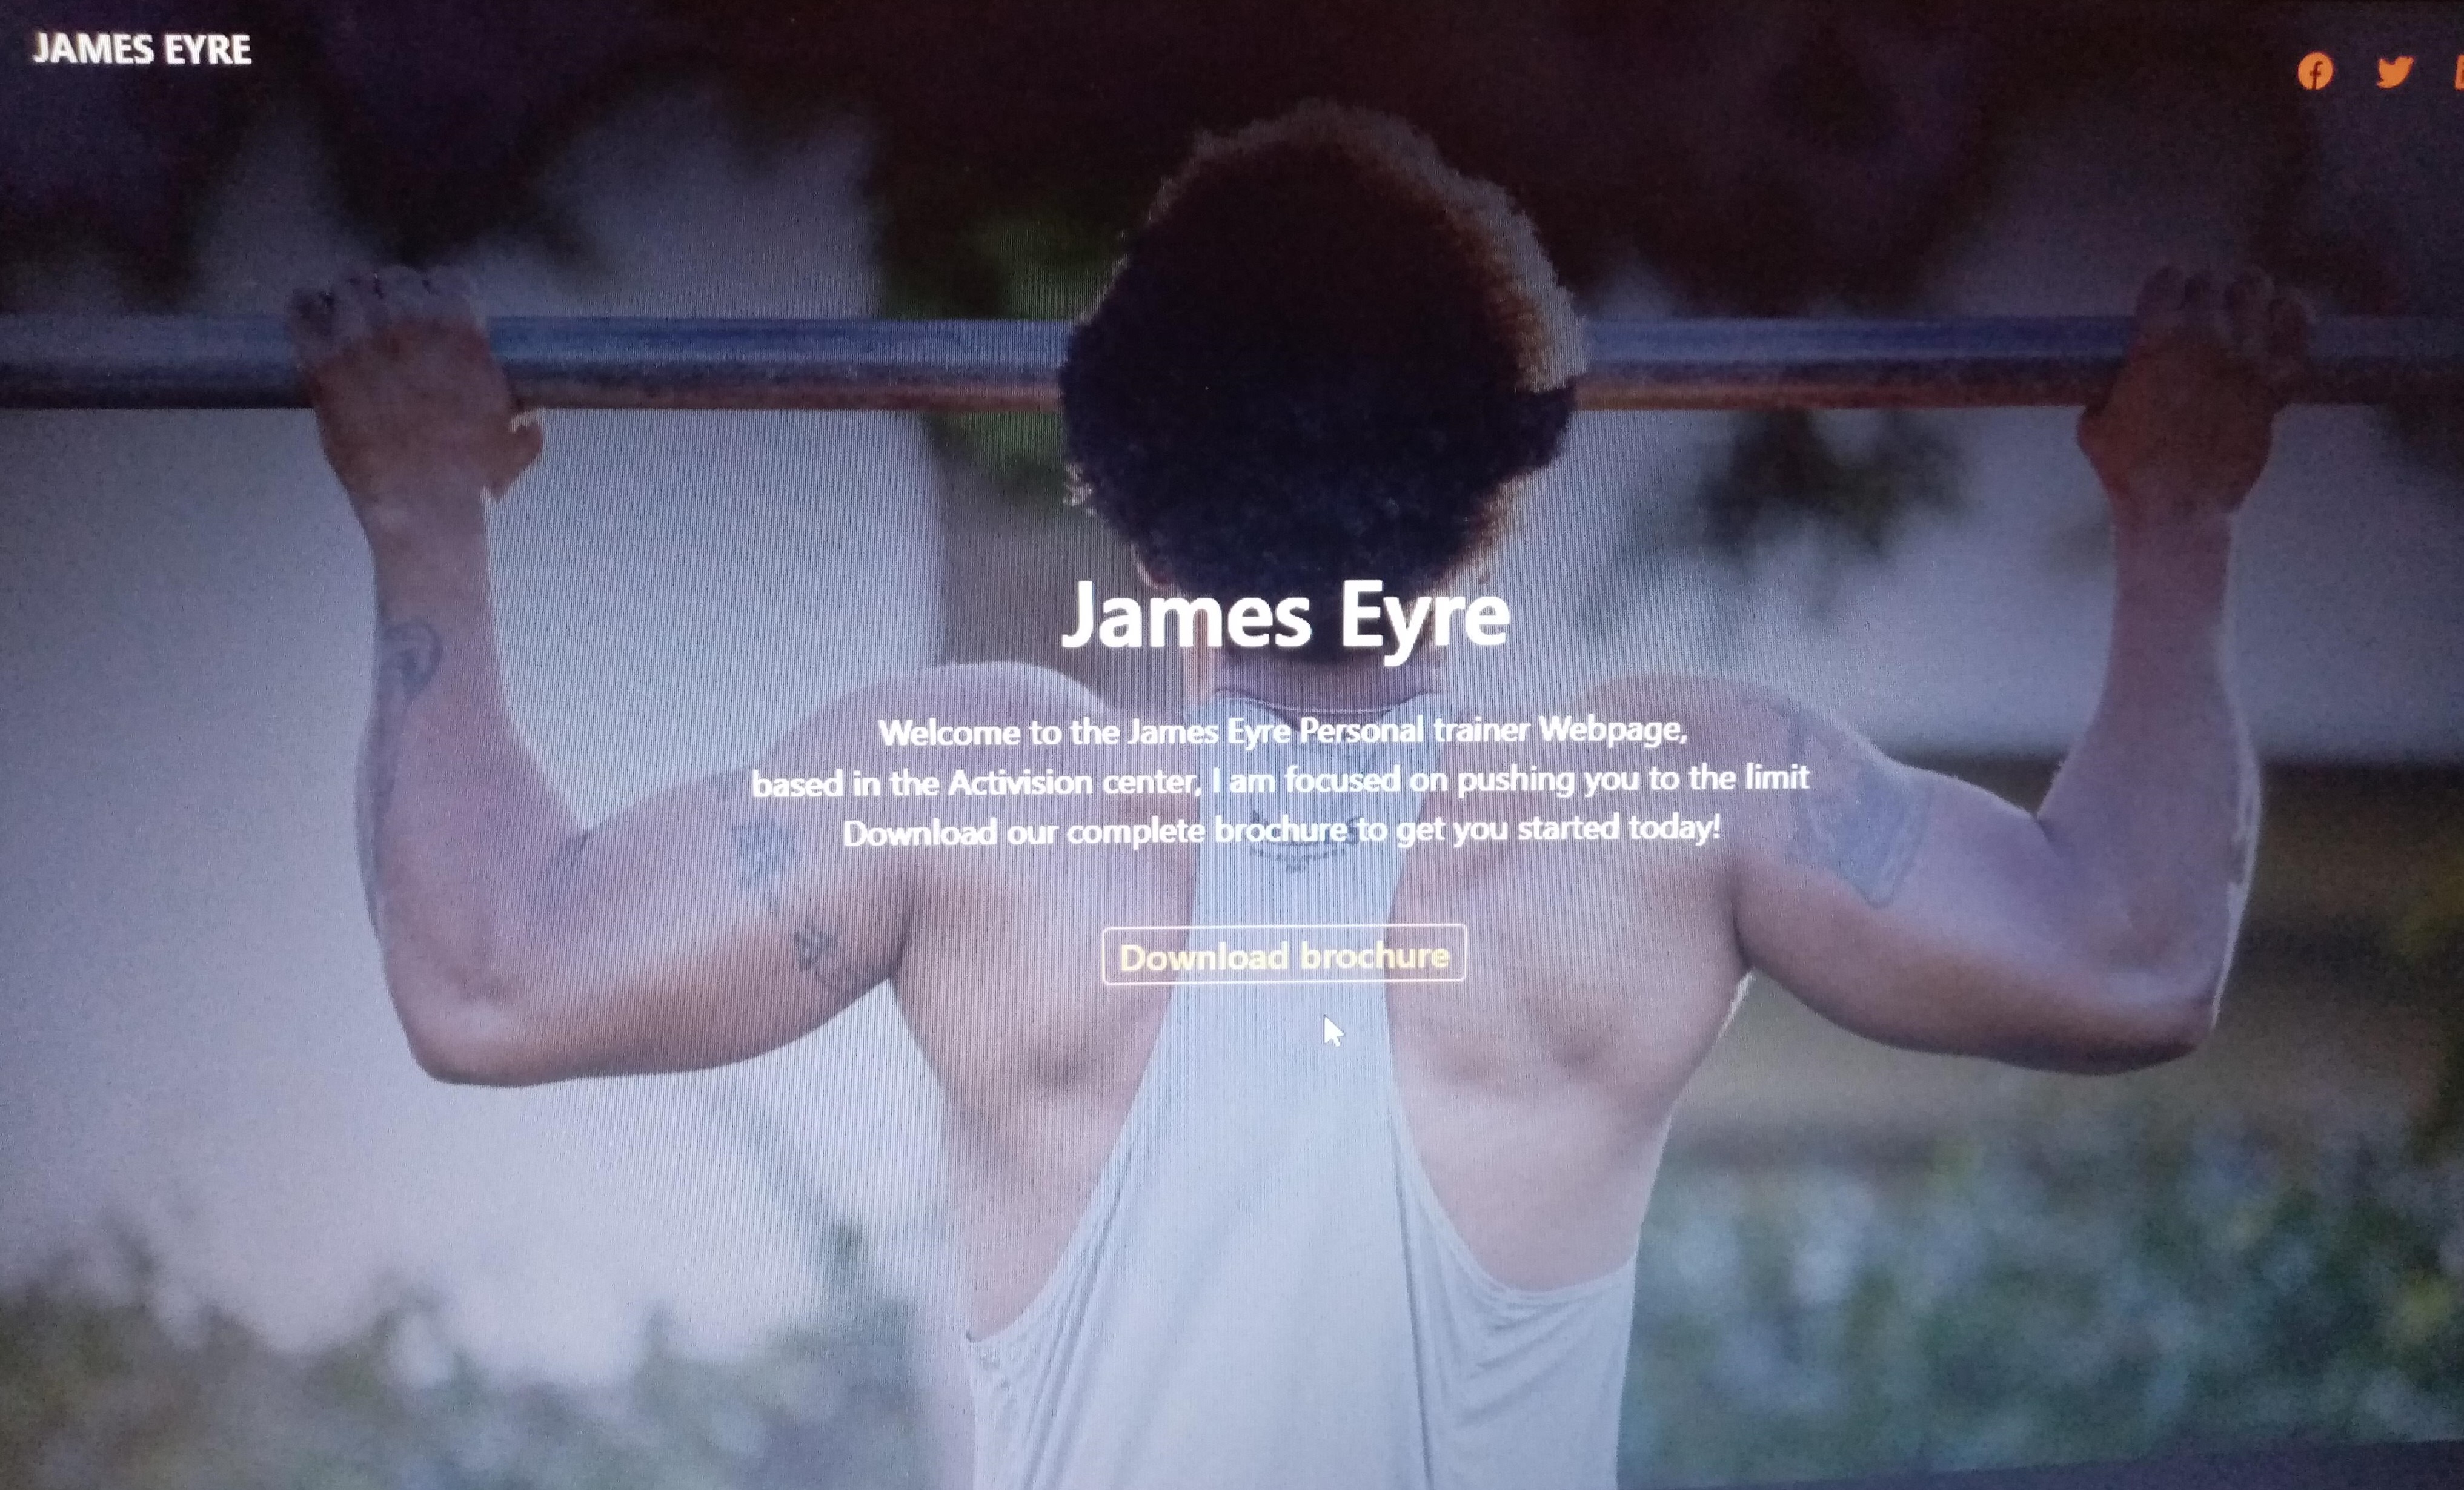 JAMES EYRE
James Eyre
Welcome to the James Eyre Personal trainer Webpage,
based in the Activision center, I am focused on pushing you to the limit
Download our complete brochure to get you started today!
Download brochure